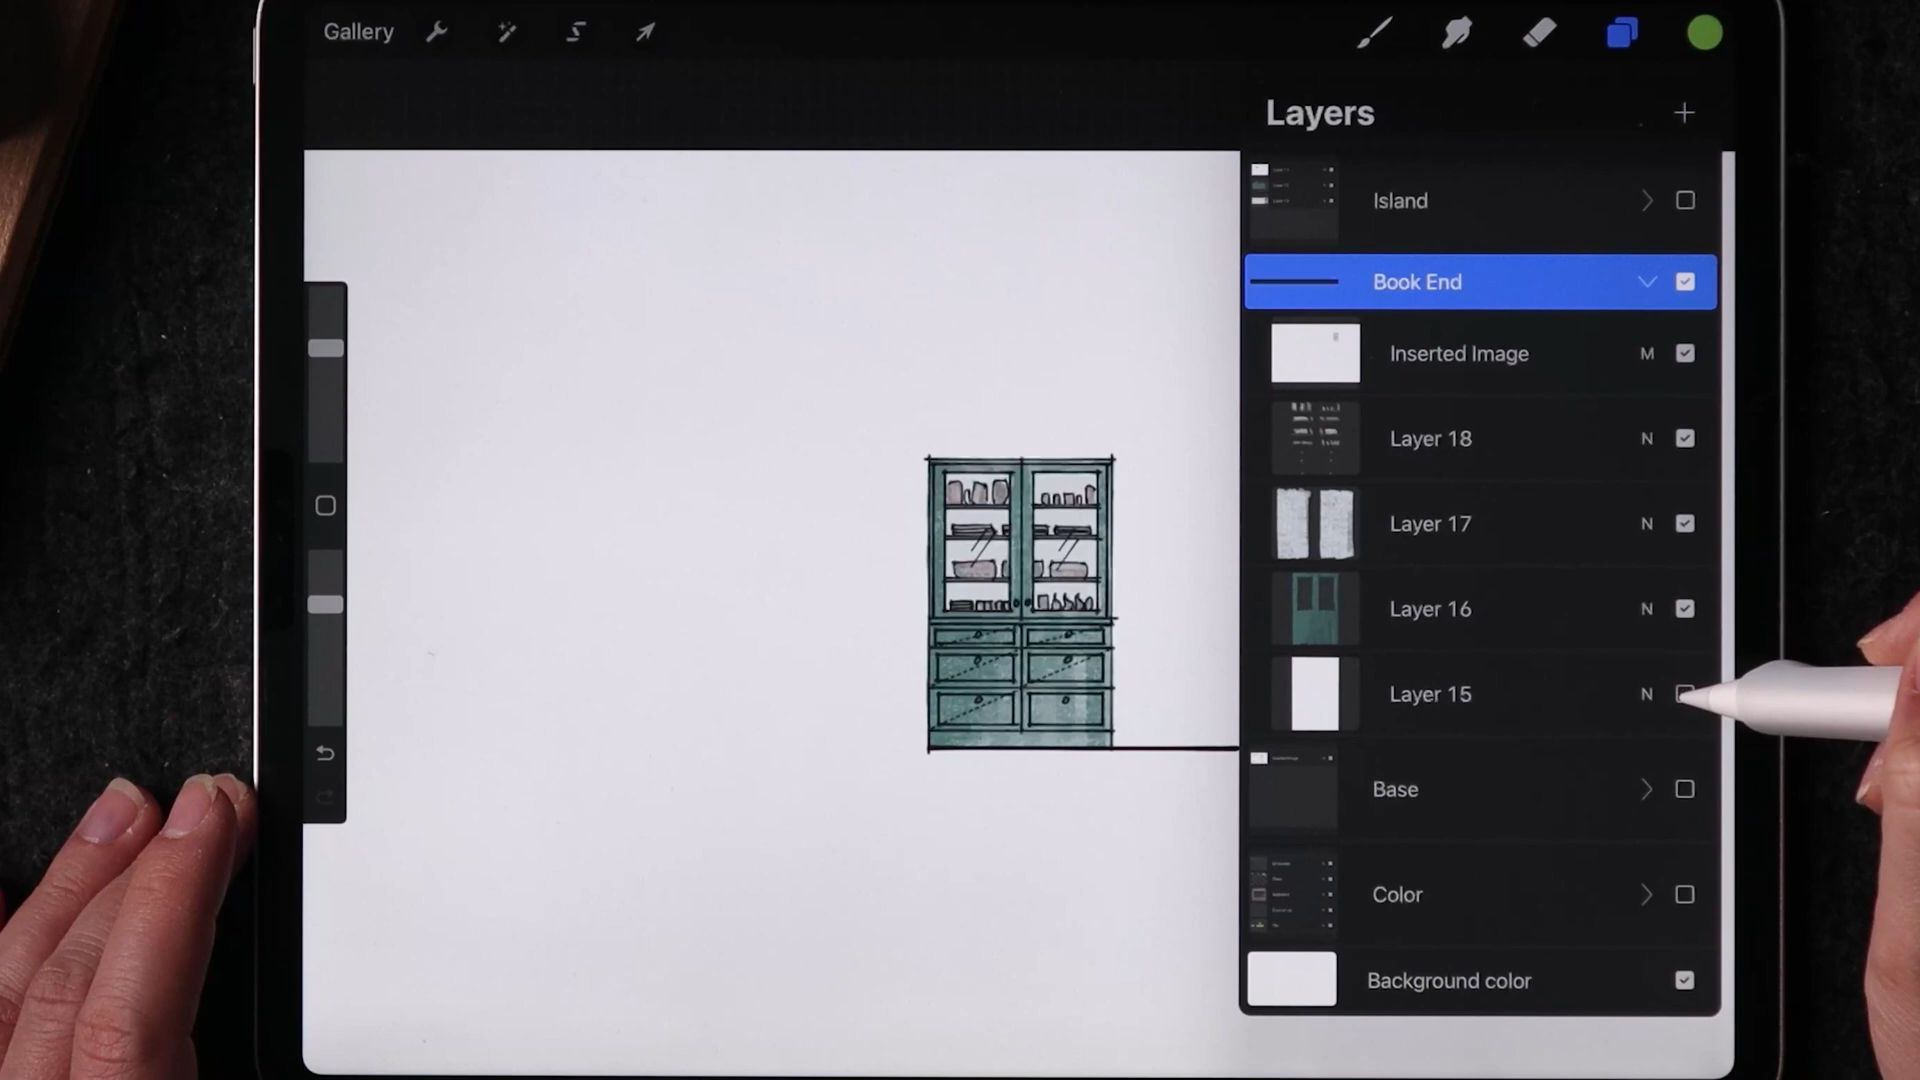 Gallery
Layers
Island
Book End
Inserted Image M
Layer 18 N
Layer 17 N
Layer 16 N
Layer 15 N
Base
Color
Background color